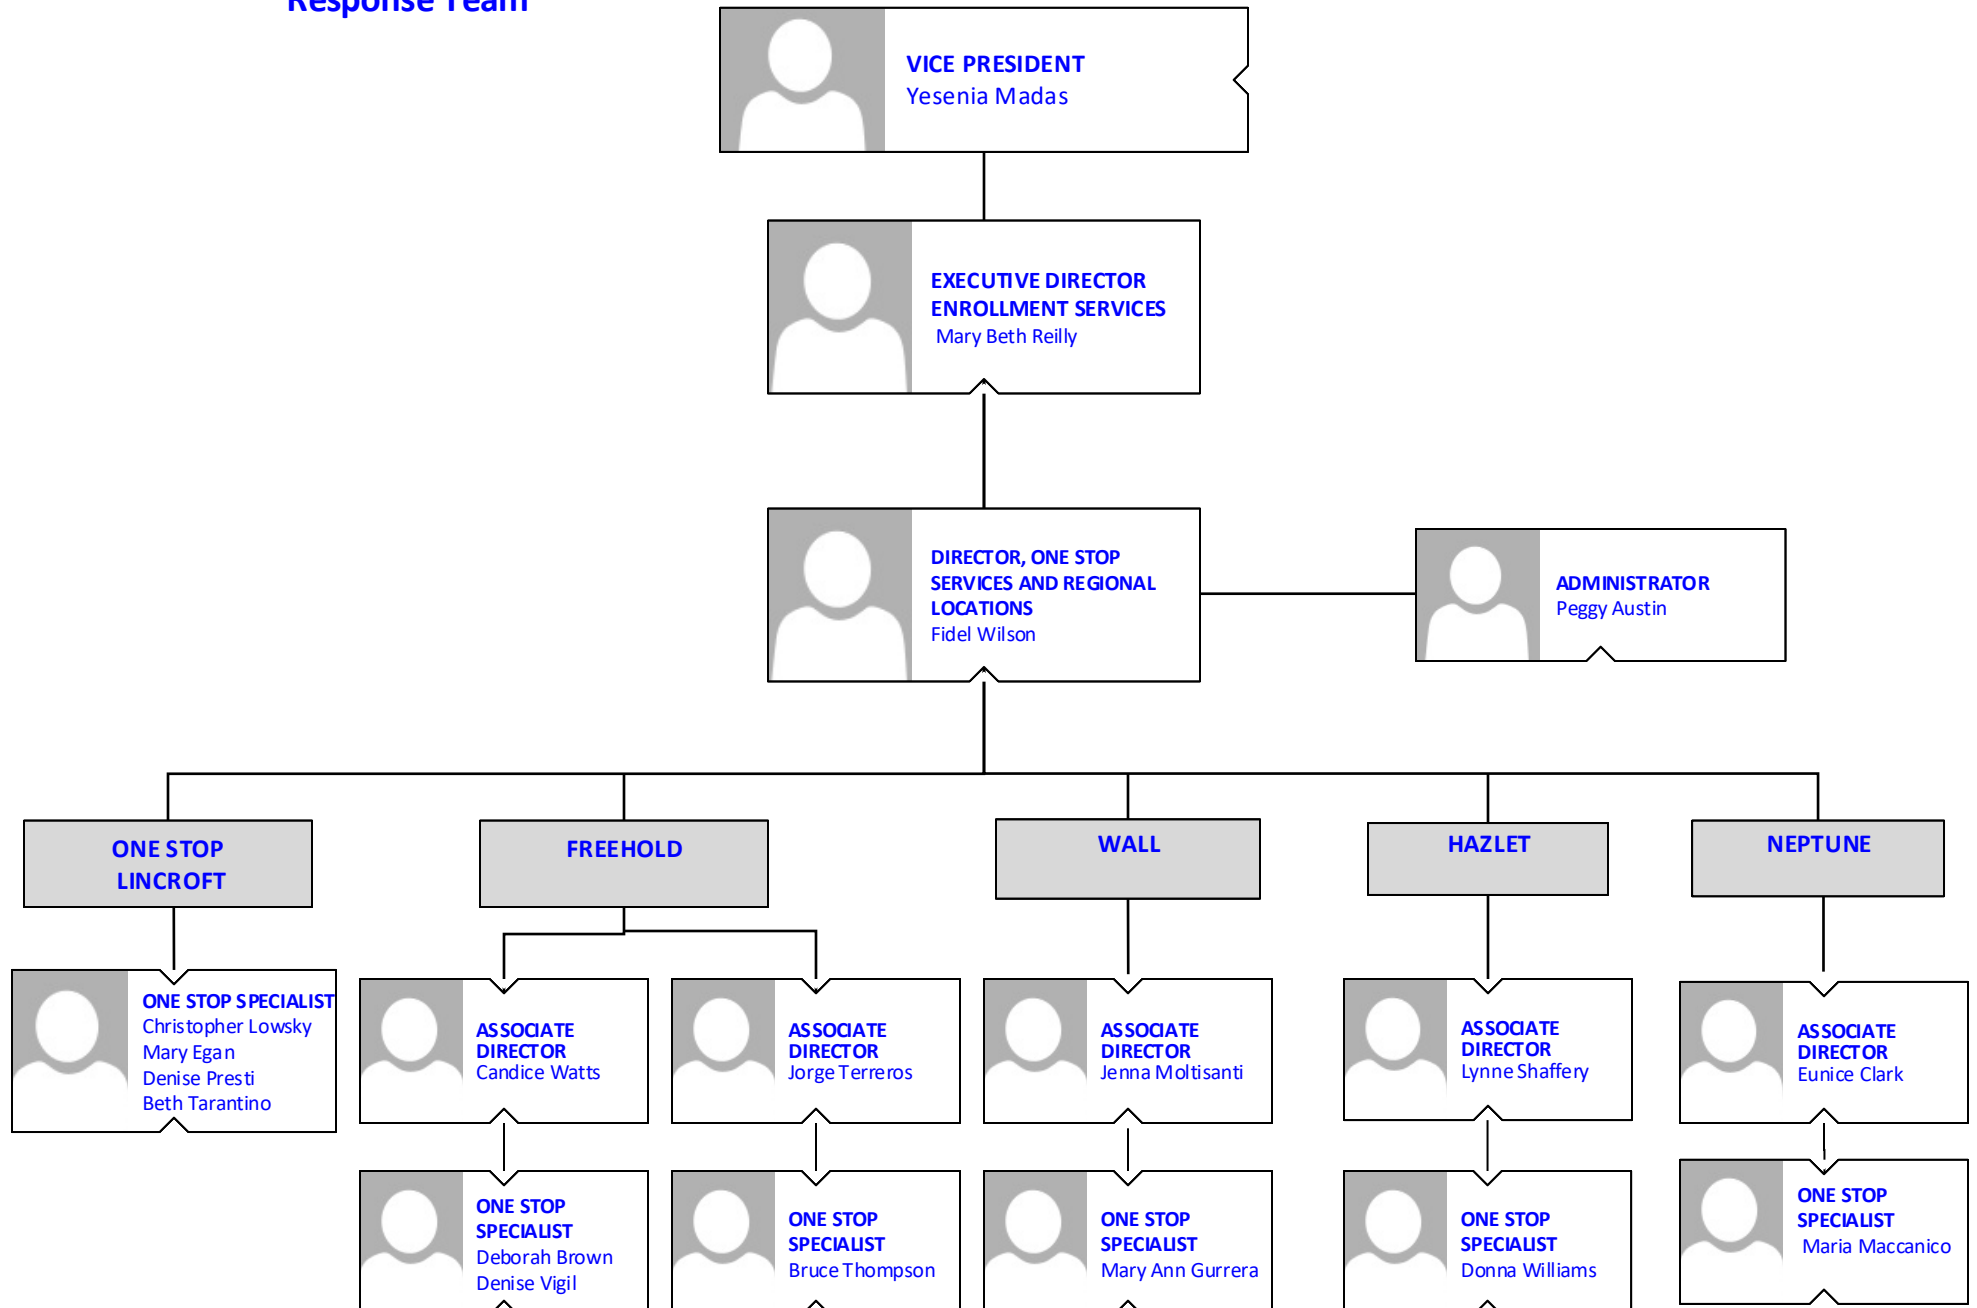 Response Team
VICE PRESIDENT
Yesenia Madas
EXECUTIVE DIRECTOR
ENROLLMENT SERVICES
Mary Beth Reilly
DIRECTOR, ONE STOP
SERVICES AND REGIONAL
LOCATIONS
Fidel Wilson
ADMINISTRATOR
Peggy Austin
ONE STOP
LINCROFT
FREEHOLD
WALL
HAZLET
NEPTUNE
ONE STOP SPECIALIST
Christopher Lowsky
Mary Egan
Denise Presti
Beth Tarantino
ASSOCIATE
DIRECTOR
Candice Watts
ASSOCIATE
DIRECTOR
Jorge Terreros
ASSOCIATE
DIRECTOR
Jenna Moltisanti
ASSOCIATE
DIRECTOR
Lynne Shaffery
ASSOCIATE
DIRECTOR
Eunice Clark
ONE STOP
SPECIALIST
Deborah Brown
Denise Vigil
ONE STOP
SPECIALIST
Bruce Thompson
ONE STOP
SPECIALIST
Mary Ann Gurrera
ONE STOP
SPECIALIST
Donna Williams
ONE STOP
SPECIALIST
Maria Maccanico